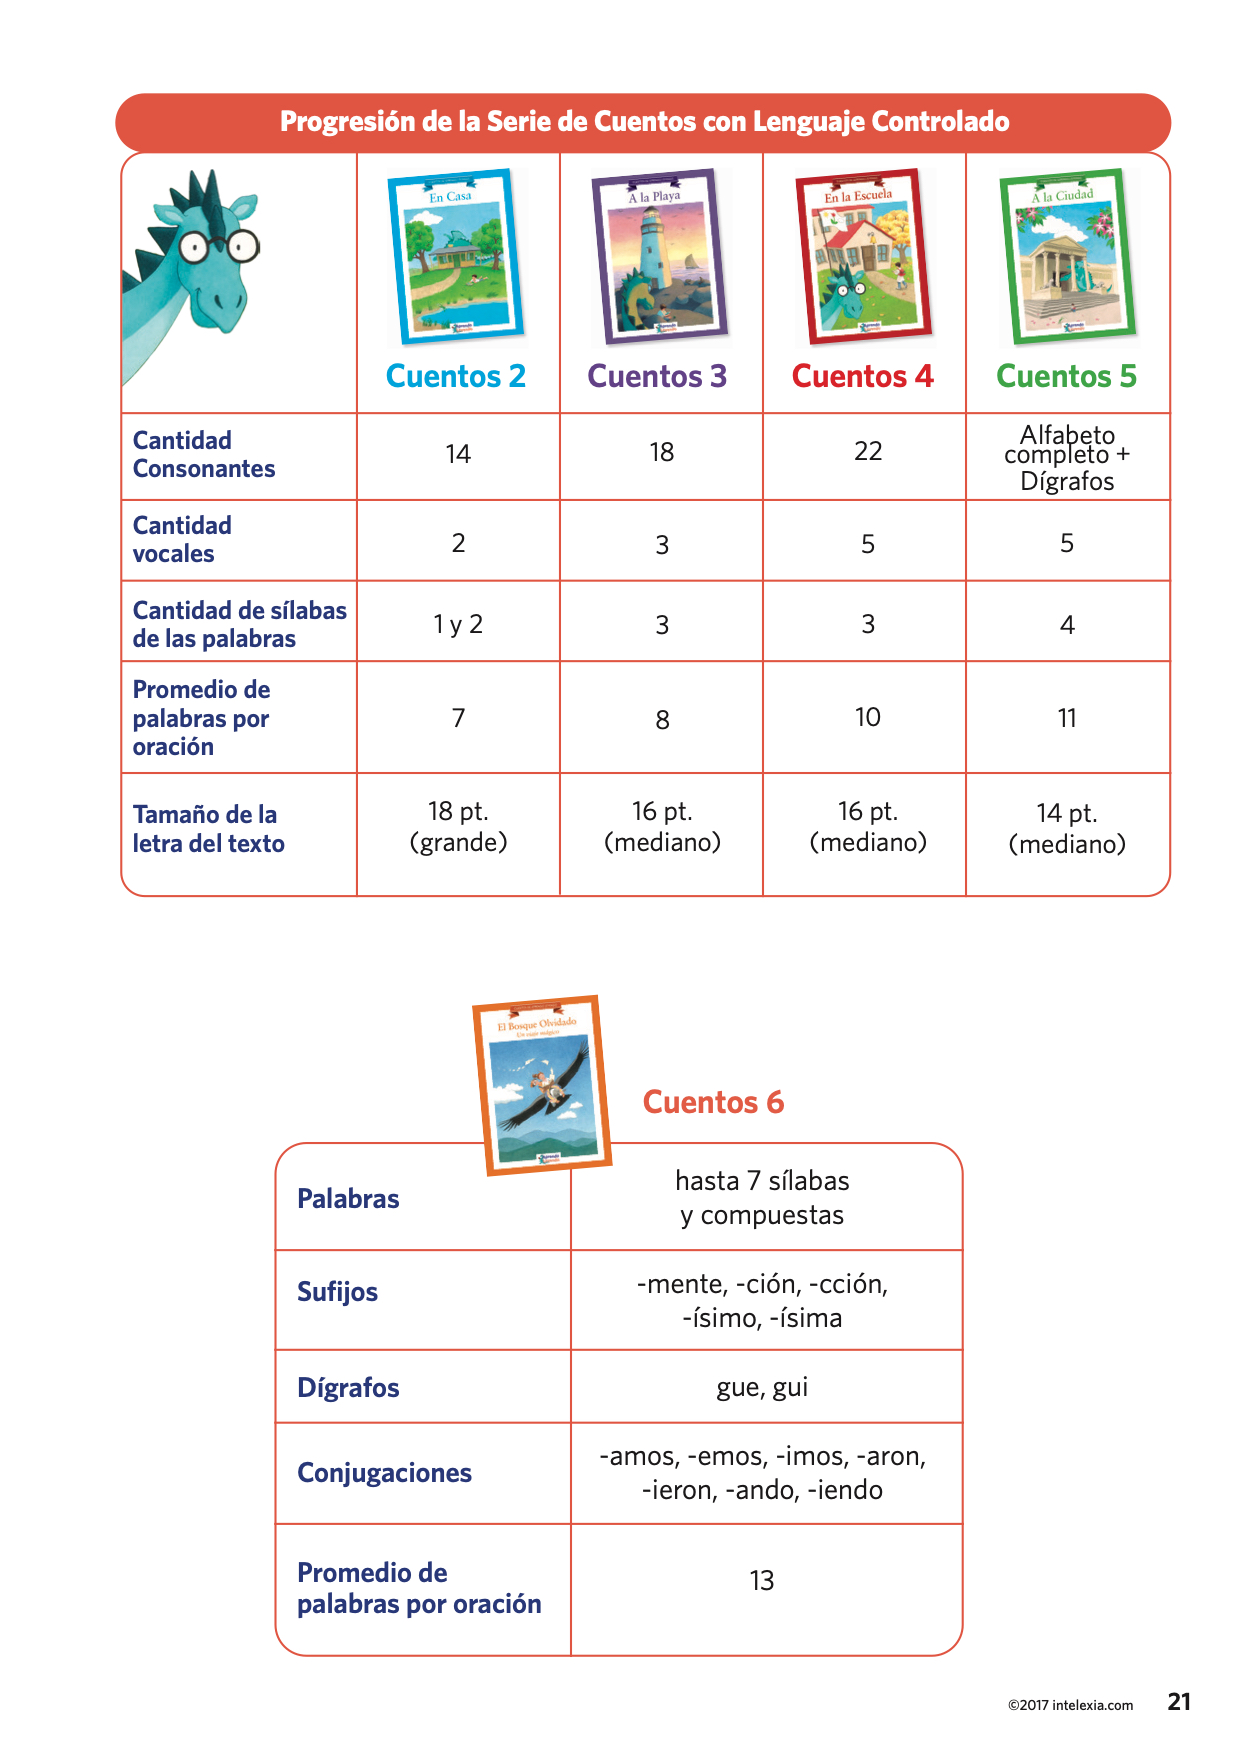 Progresión de la Serie de Cuentos con Lenguaje Controlado
En Casa
A la Playa
En la Escuela
A la Ciudad
Cuentos 2
Cuentos 3
Cuentos 4
Cuentos 5
Cantidad
Consonantes
14
18
22
Alfabeto
completo +
Dígrafos
Cantidad
vocales
2
3
5
5
Cantidad de sílabas
de las palabras
1 y 2
3
3
4
Promedio de
palabras por
oración
7
8
10
11
Tamaño de la
letra del texto
18 pt.
(grande)
16 pt.
(mediano)
16 pt.
(mediano)
14 pt.
(mediano)
El Bosque Olvidado
Un viaje mágico
Cuentos 6
Palabras
hasta 7 sílabas
y compuestas
Sufijos
-mente, -ción, -cción,
-ísimo, -ísima
Dígrafos
gue, gui
Conjugaciones
-amos, -emos, -imos, -aron,
-ieron, -ando, -iendo
Promedio de
palabras por oración
13
©2017 intelexia.com
21